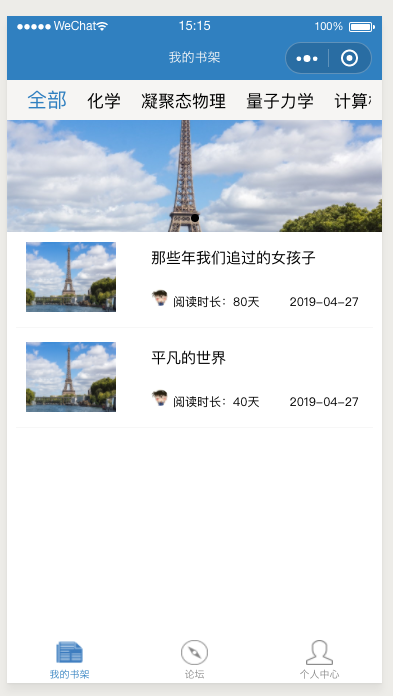 ●●●●● WeChat 15:15 100%
我的书架
全部 化学 凝聚态物理 量子力学 计算
那些年我们追过的女孩子
阅读时长：80天 2019-04-27
平凡的世界
阅读时长：40天 2019-04-27
我的书架 论坛 个人中心